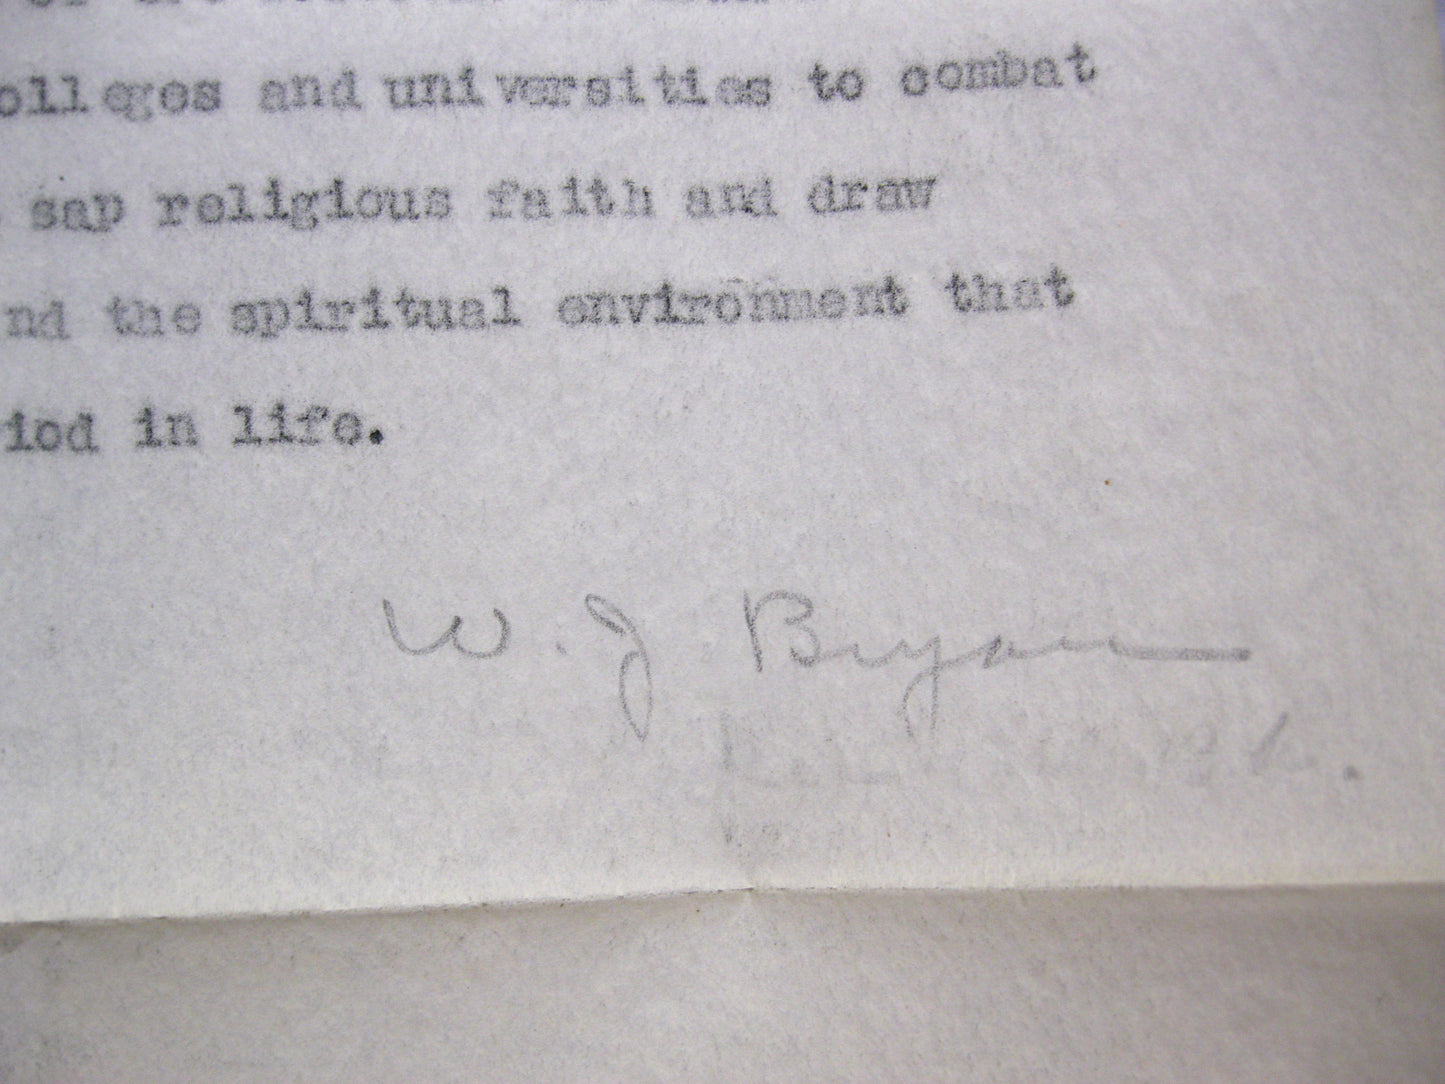 olleges and universities to combat
sap religious faith and draw
nd the spiritual environment that
iod in life.
W. J Bryan